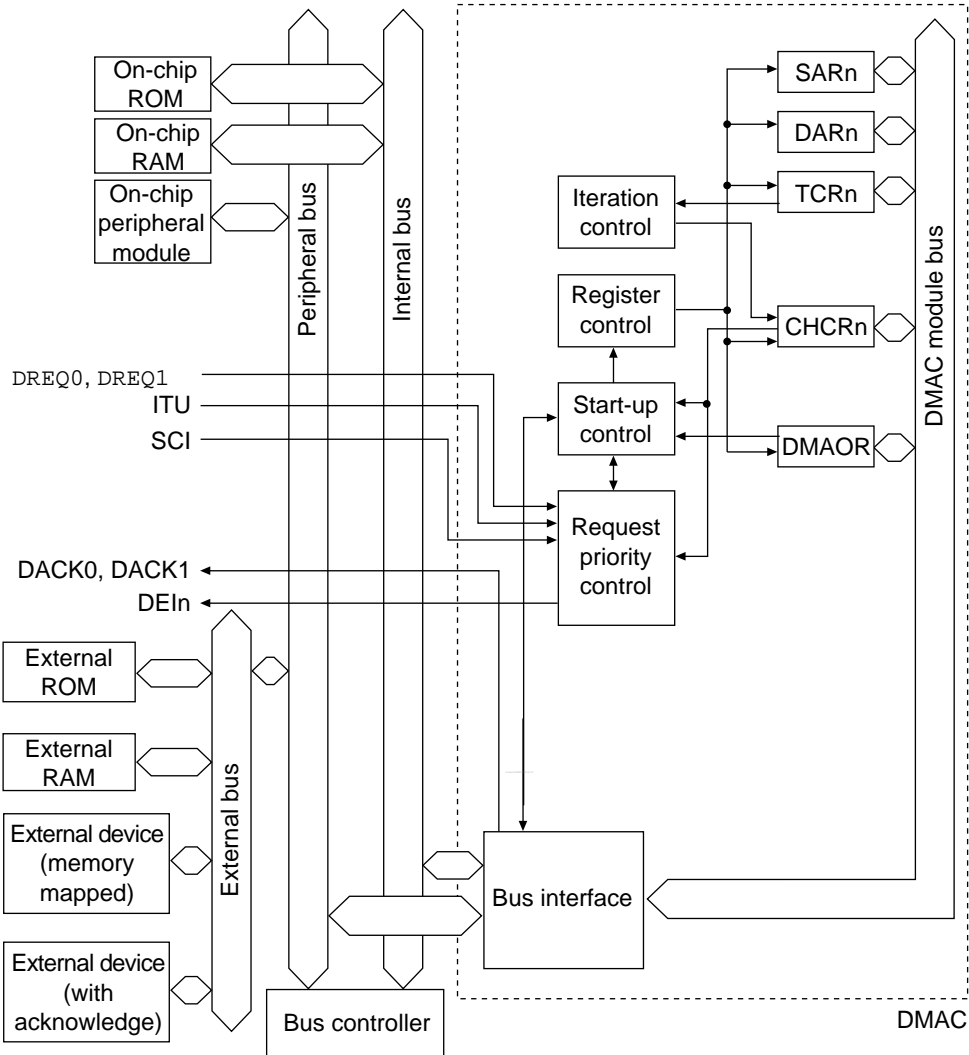 On-chip
ROM
On-chip
RAM
On-chip
peripheral
module
Peripheral bus
Internal bus
SARn
DARn
TCRn
Iteration
control
Register
control
CHCRn
DMAC module bus
DREQ0, DREQ1
ITU
SCI
Start-up
control
DMAOR
Request
priority
control
DACK0, DACK1
DEIn
External
ROM
External
RAM
External bus
External device
(memory
mapped)
Bus interface
External device
(with
acknowledge)
Bus controller
DMAC